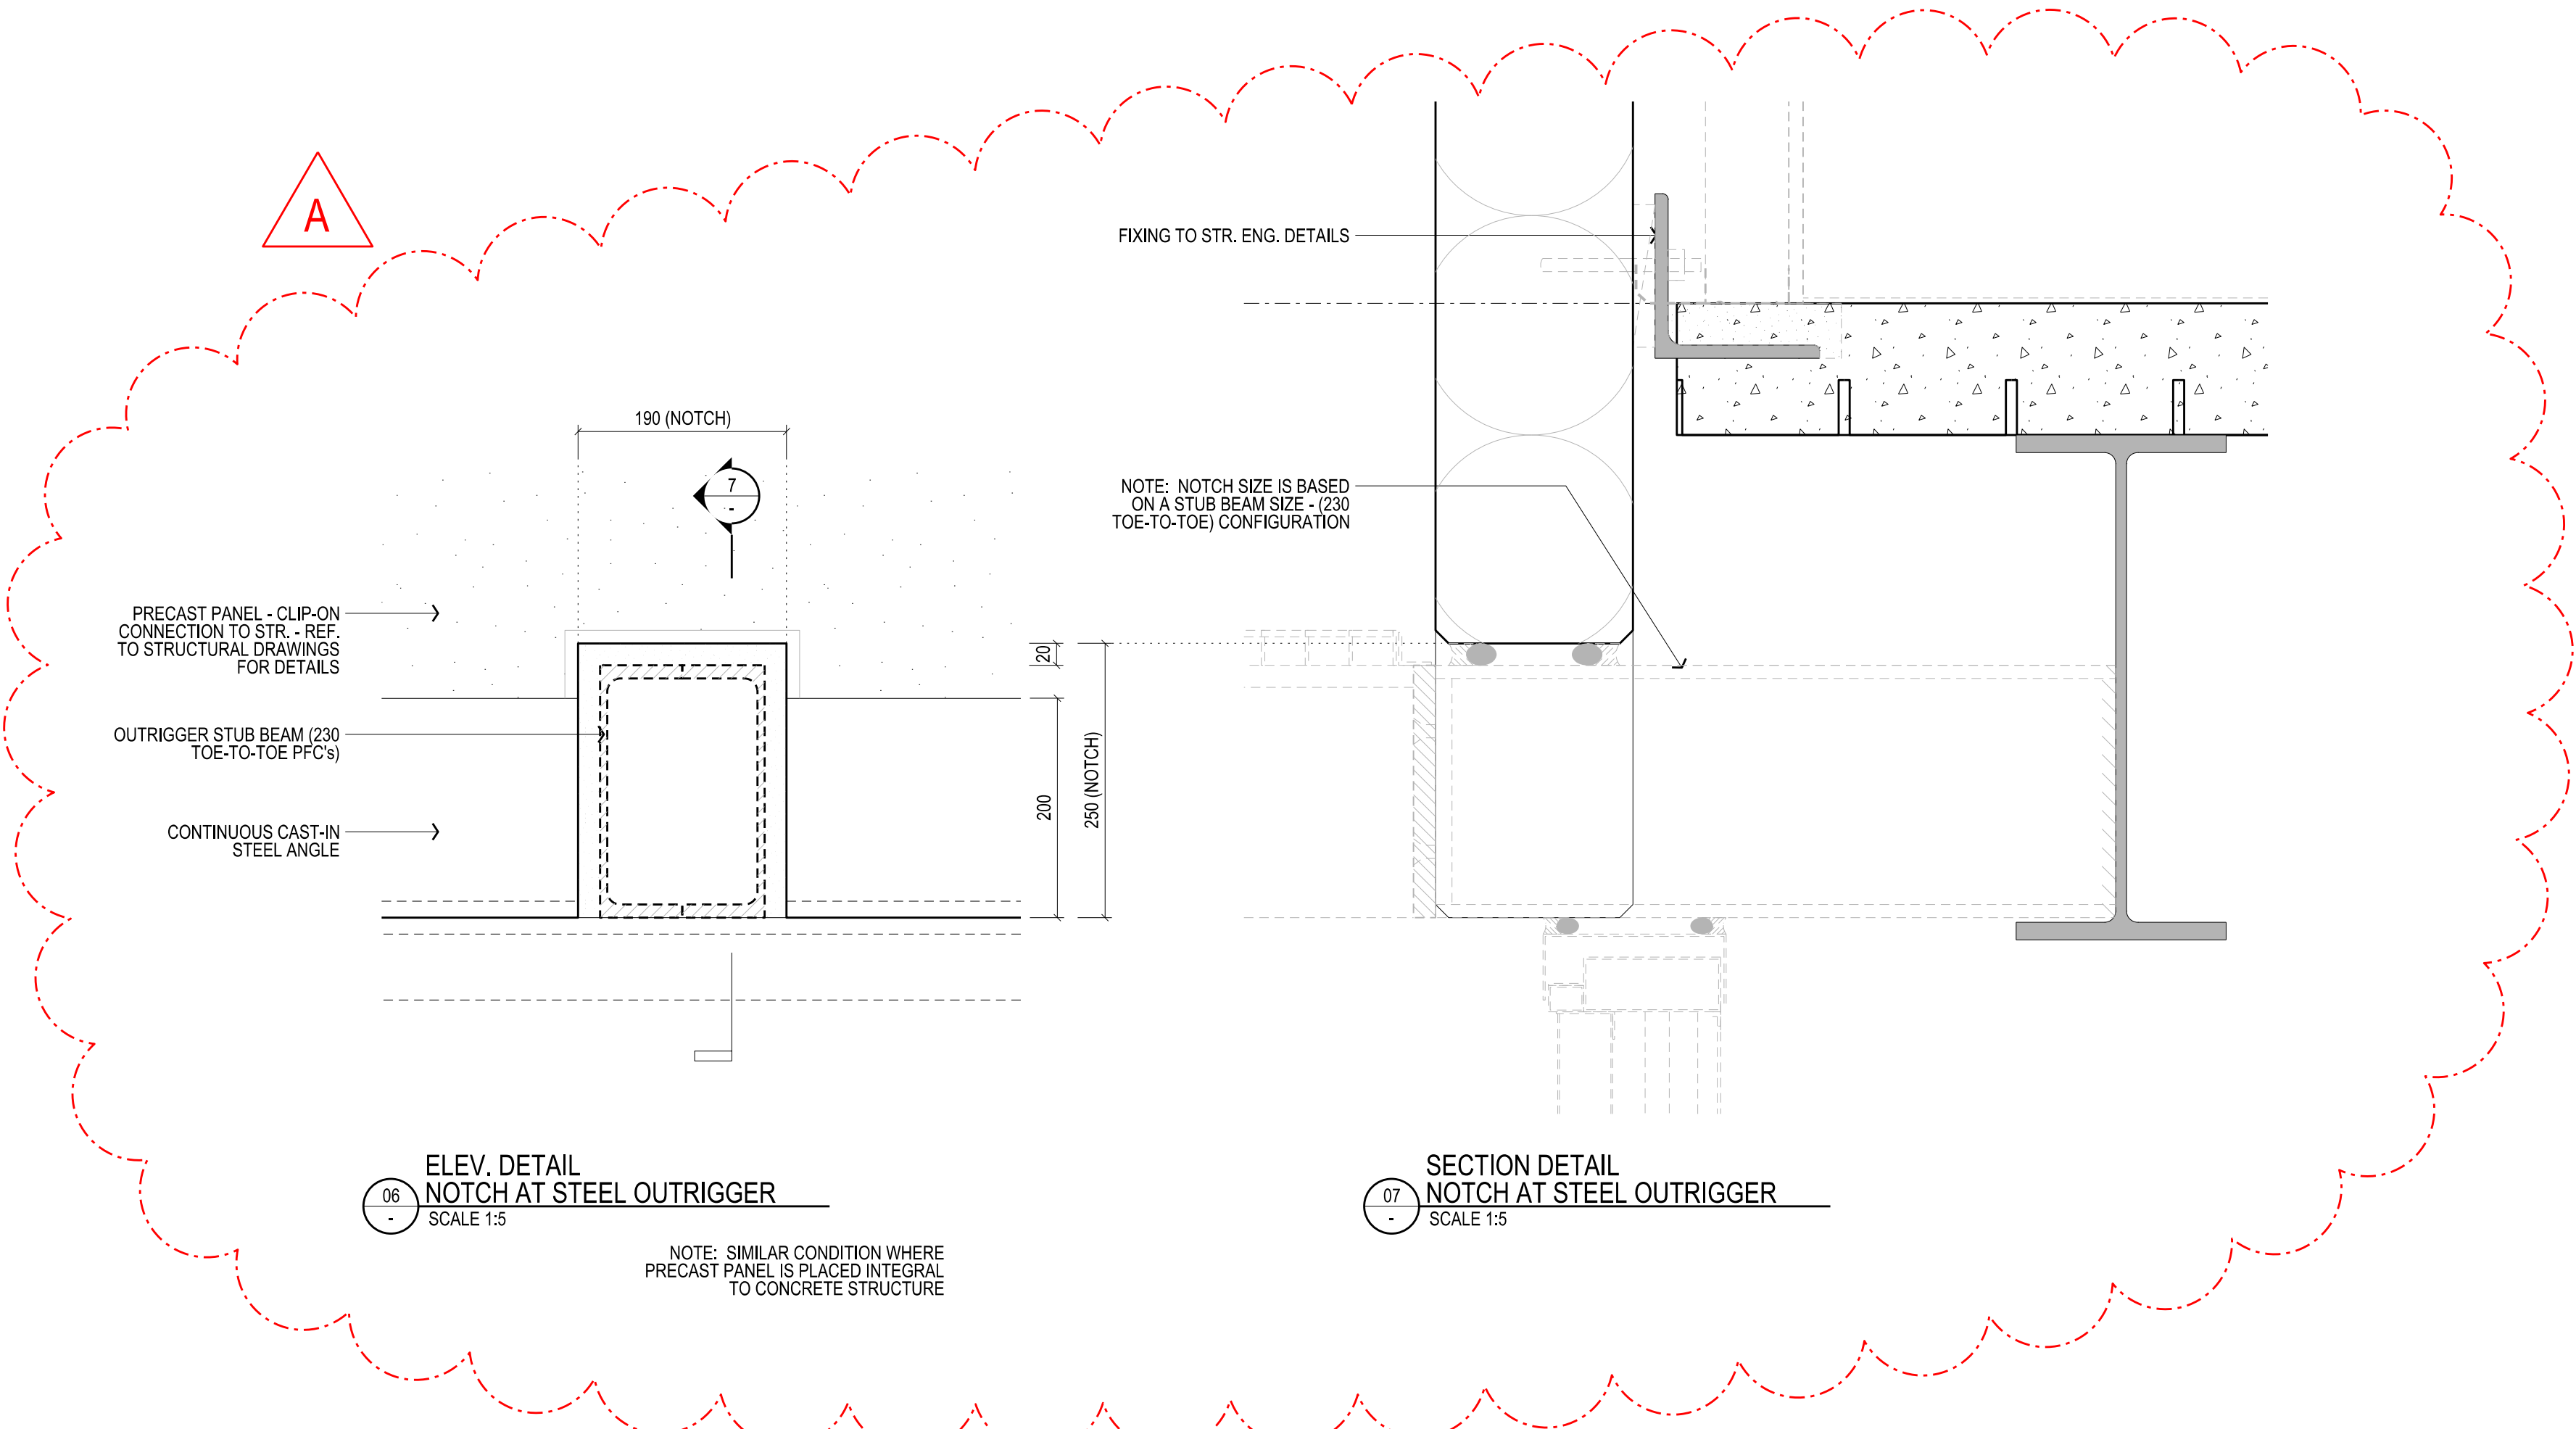 A
FIXING TO STR. ENG. DETAILS
190 (NOTCH)
7
-
NOTE: NOTCH SIZE IS BASED
ON A STUB BEAM SIZE - (230
TOE-TO-TOE) CONFIGURATION
PRECAST PANEL - CLIP-ON
CONNECTION TO STR. - REF.
TO STRUCTURAL DRAWINGS
FOR DETAILS
20
OUTRIGGER STUB BEAM (230
TOE-TO-TOE PFC's)
200
250 (NOTCH)
CONTINUOUS CAST-IN
STEEL ANGLE
ELEV. DETAIL
06
NOTCH AT STEEL OUTRIGGER
-
SCALE 1:5
NOTE: SIMILAR CONDITION WHERE
PRECAST PANEL IS PLACED INTEGRAL
TO CONCRETE STRUCTURE
SECTION DETAIL
07
NOTCH AT STEEL OUTRIGGER
-
SCALE 1:5